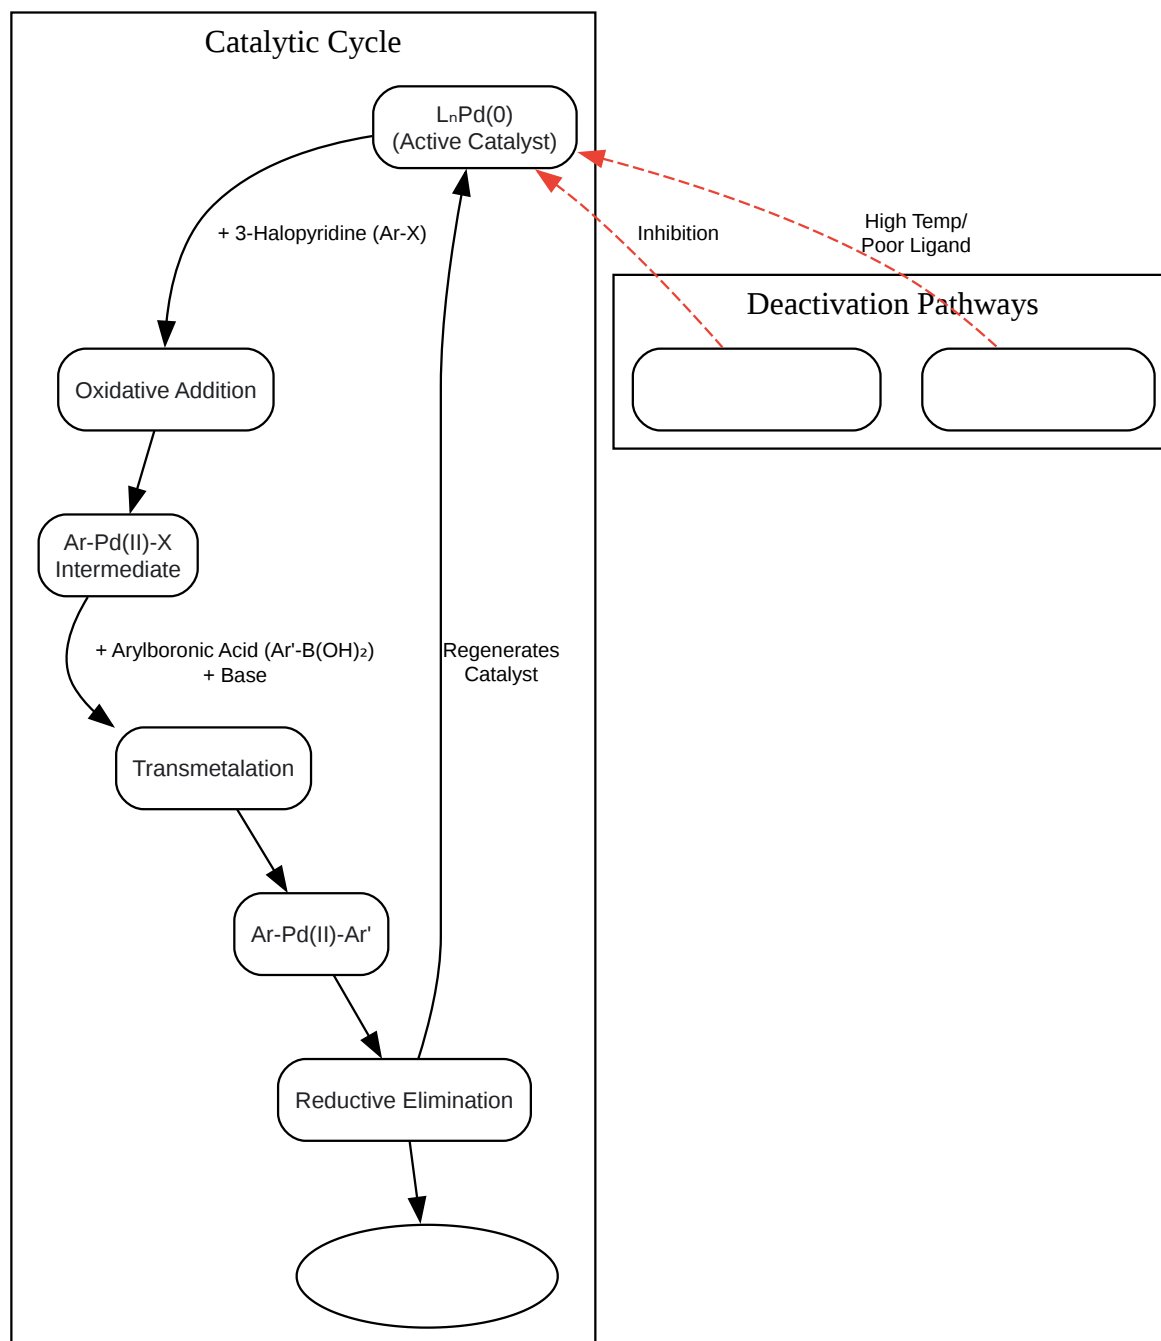 Catalytic Cycle
LₙPd(0)
(Active Catalyst)
+ 3-Halopyridine (Ar-X)
Inhibition
High Temp/
Poor Ligand
Deactivation Pathways
Oxidative Addition
Ar-Pd(II)-X
Intermediate
+ Arylboronic Acid (Ar'-B(OH)₂)
+ Base
Regenerates
Catalyst
Transmetalation
Ar-Pd(II)-Ar'
Reductive Elimination